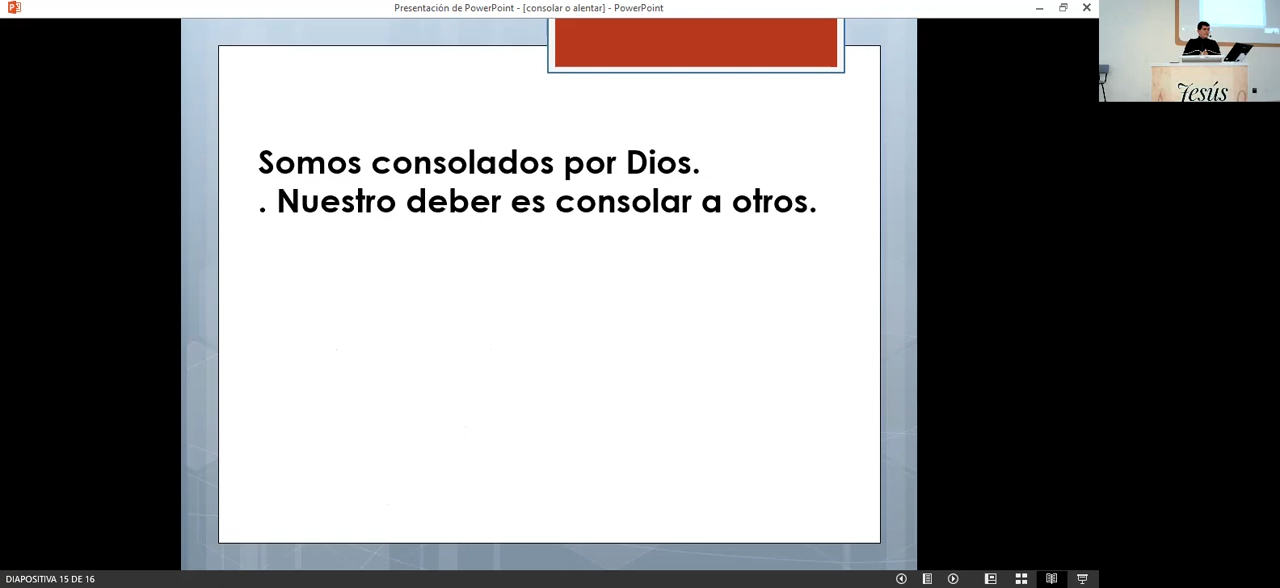 Presentación de PowerPoint - [consolar o alentar] - PowerPoint
Jesús
Somos consolados por Dios.
. Nuestro deber es consolar a otros.
DIAPOSITIVA 15 DE 16